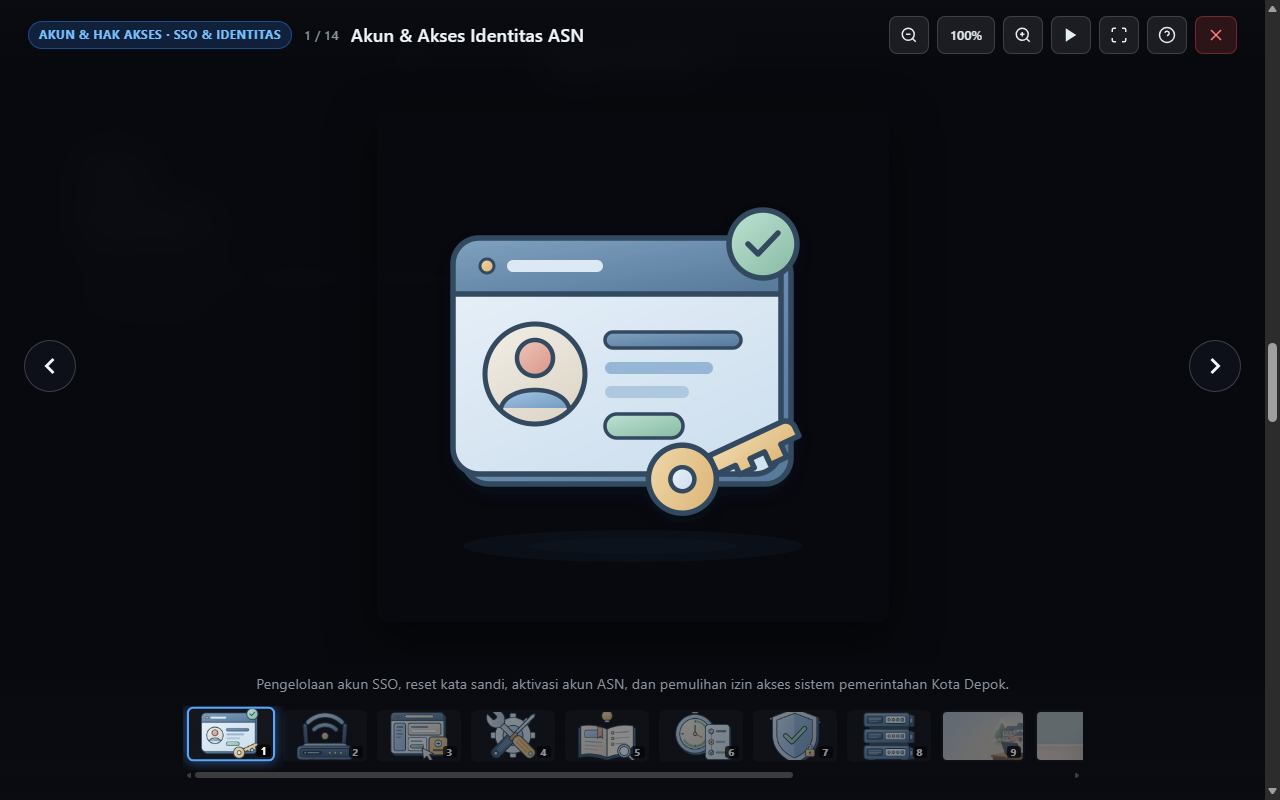 AKUN & HAK AKSES · SSO & IDENTITAS
1 / 14
Akun & Akses Identitas ASN
100%
Pengelolaan akun SSO, reset kata sandi, aktivasi akun ASN, dan pemulihan izin akses sistem pemerintahan Kota Depok.
1
2
3
4
5
6
7
8
9